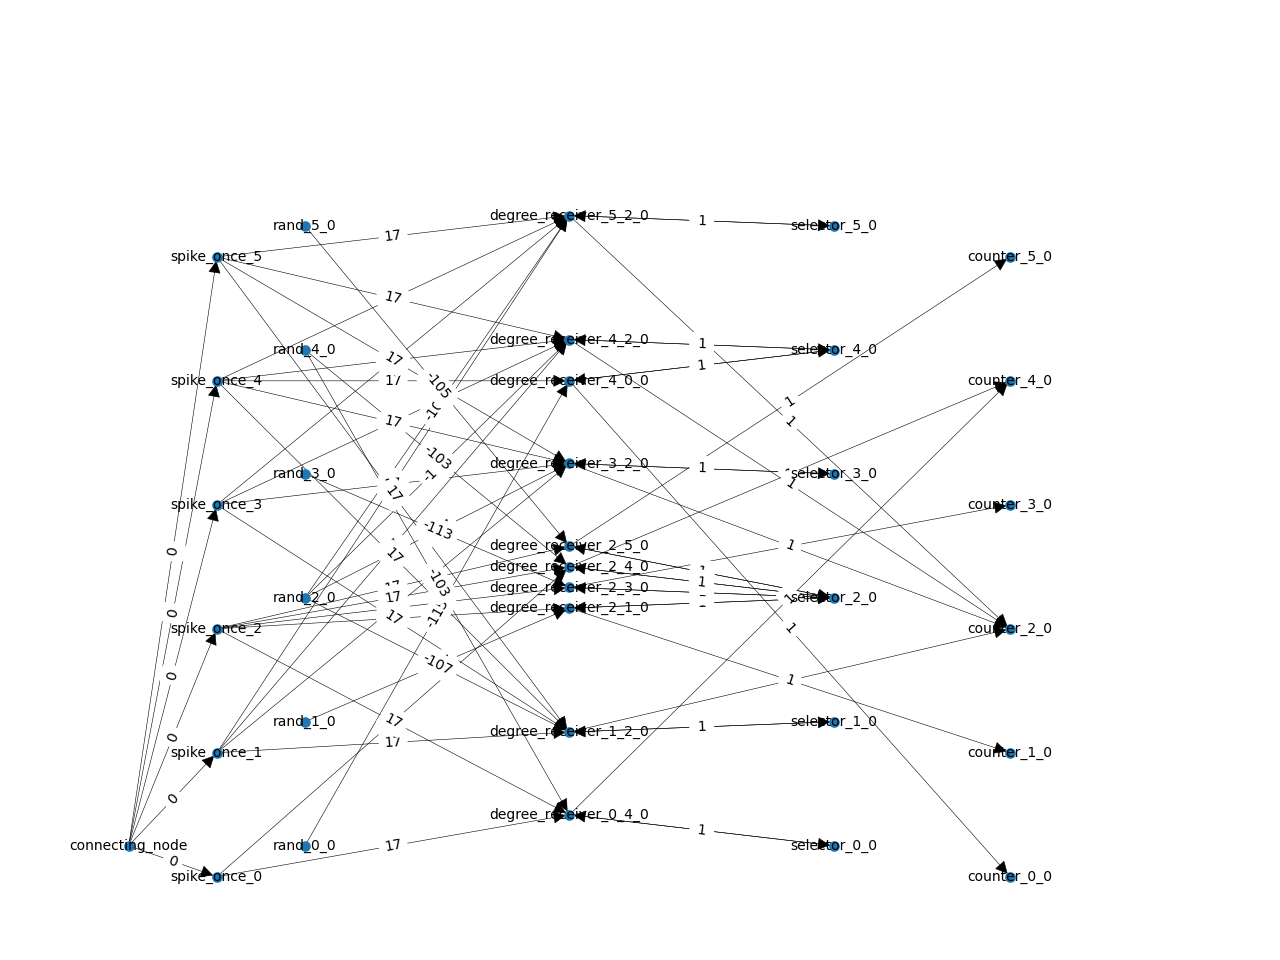 degree_receiver_5_2_0
rand_5_0
1
selector_5_0
17
spike_once_5
counter_5_0
17
degree_receiver_4_2_0
1
rand_4_0
selector_4_0
17
1
spike_once_4
17
degree_receiver_4_0_0
counter_4_0
-105
1
17
1
-103
degree_receiver_3_2_0
1
rand_3_0
selector_3_0
1
17
spike_once_3
counter_3_0
-113
degree_receiver_2_5_0
1
0
17
degree_receiver_2_4_0
-103
1
degree_receiver_2_3_0
17
rand_2_0
selector_2_0
degree_receiver_2_1_0
0
17
spike_once_2
1
counter_2_0
-107
0
1
17
rand_1_0
1
selector_1_0
degree_receiver_1_2_0
0
17
spike_once_1
counter_1_0
0
degree_receiver_0_4_0
1
connecting_node
rand_0_0
17
selector_0_0
0
spike_once_0
counter_0_0